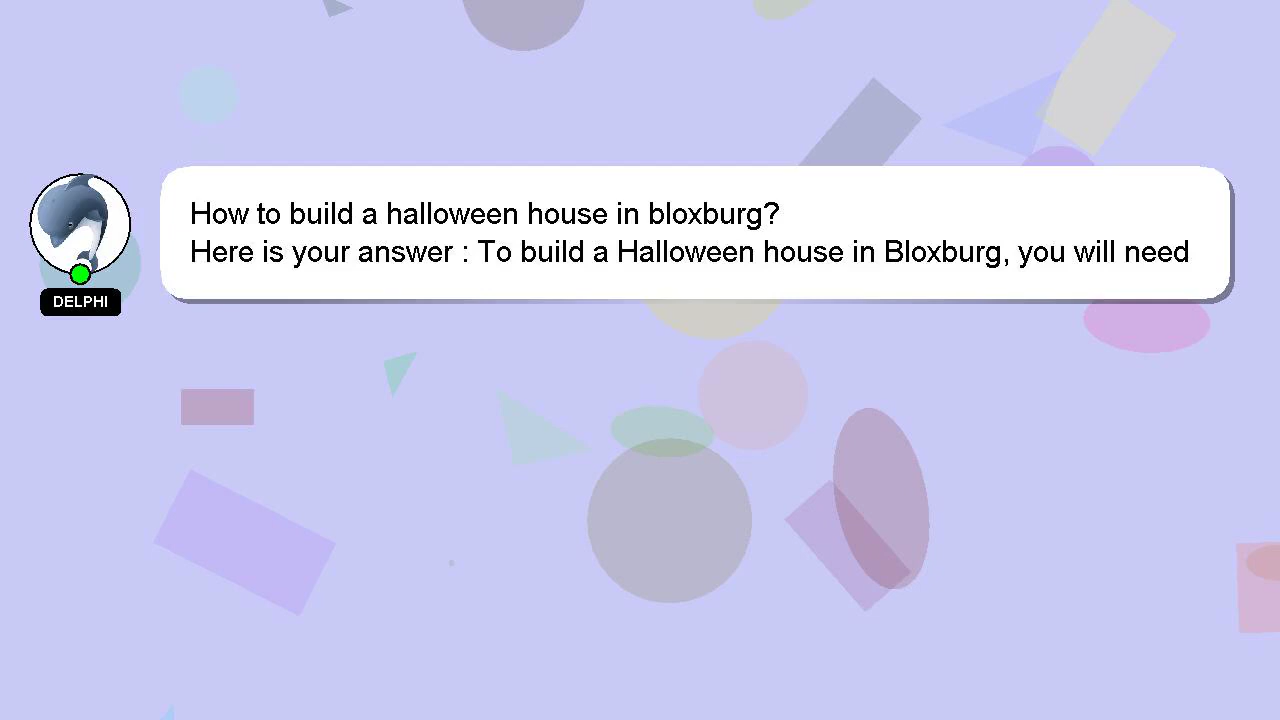 How to build a halloween house in bloxburg?
Here is your answer : To build a Halloween house in Bloxburg, you will need
DELPHI